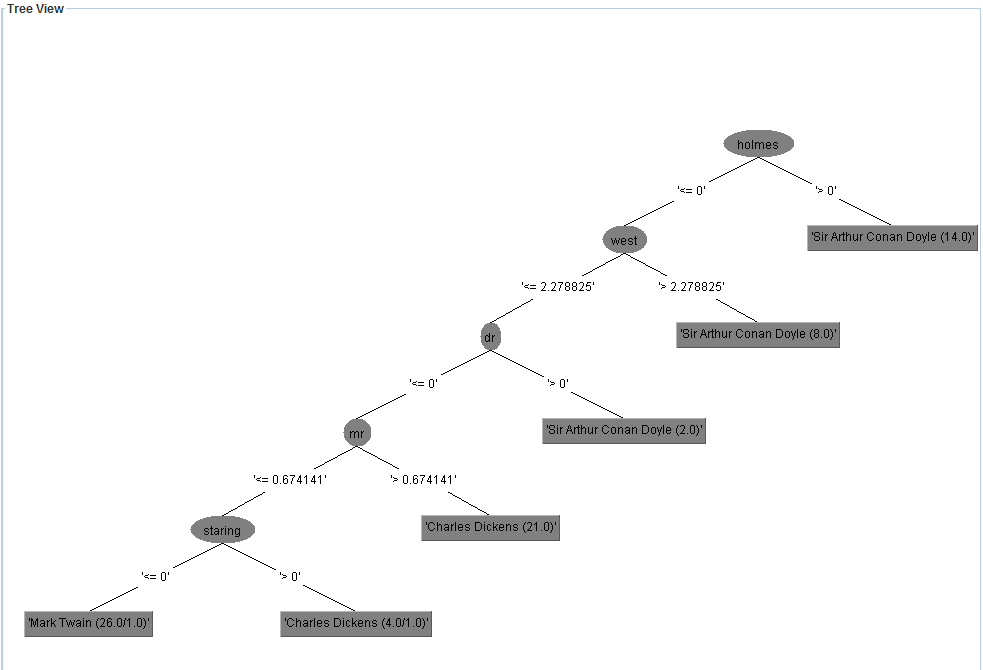 Tree View
holmes
'<= 0'
'> 0'
west
'Sir Arthur Conan Doyle (14.0)'
'<= 2.278825'
'> 2.278825'
dr
'Sir Arthur Conan Doyle (8.0)'
'<= 0'
'> 0'
mr
'Sir Arthur Conan Doyle (2.0)'
'<= 0.674141'
'> 0.674141'
staring
'Charles Dickens (21.0)'
'<= 0'
'> 0'
'Mark Twain (26.0/1.0)'
'Charles Dickens (4.0/1.0)'